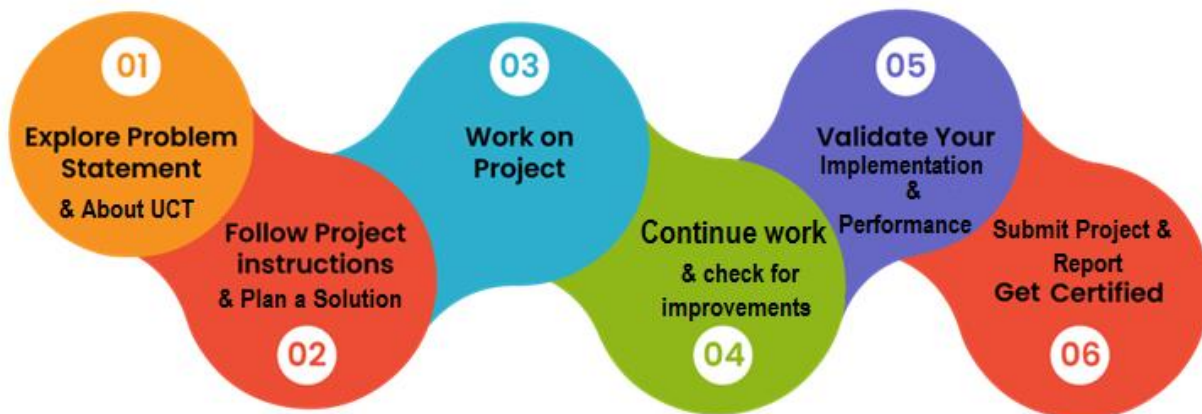 01
Explore Problem
Statement
& About UCT
Follow Project
instructions
& Plan a Solution
02
03
Work on
Project
Continue work
& check for
improvements
04
05
Validate Your
Implementation
&
Performance
Submit Project &
Report
Get Certified
06